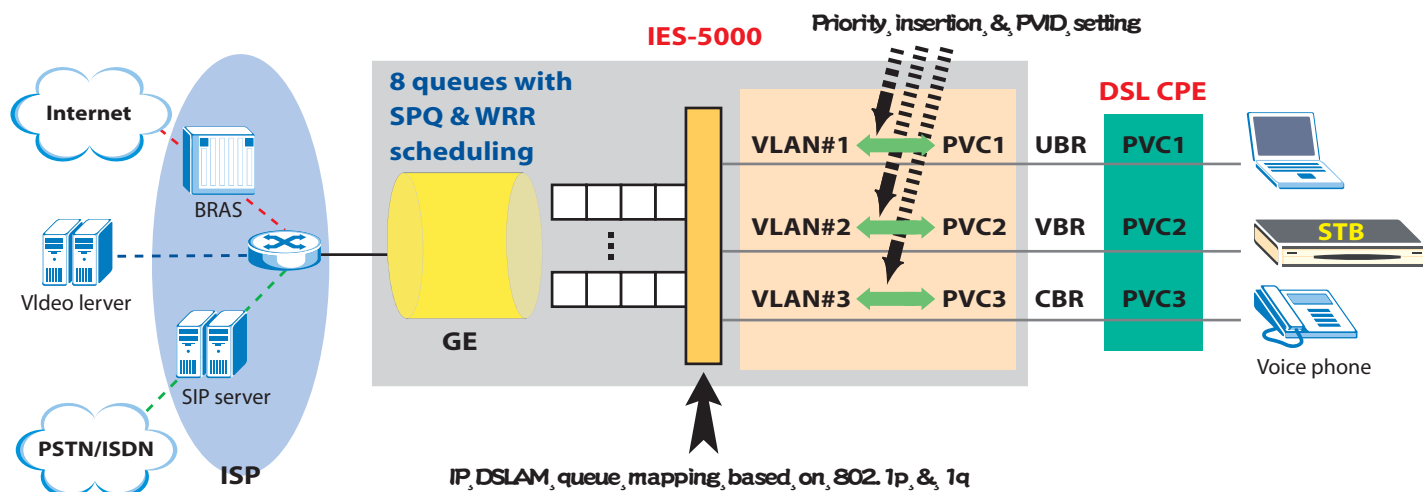 Priority, insertion, &, PVID, setting
IES-5000
8 queues with
SPQ & WRR
scheduling
DSL CPE
Internet
BRAS
VLAN#1 PVC1 UBR PVC1
VLAN#2 PVC2 VBR PVC2
STB
VIdeo lerver
VLAN#3 PVC3 CBR PVC3
GE
SIP server
Voice phone
PSTN/ISDN
ISP
IP, DSLAM, queue, mapping, based, on, 802. 1p, &, 1q